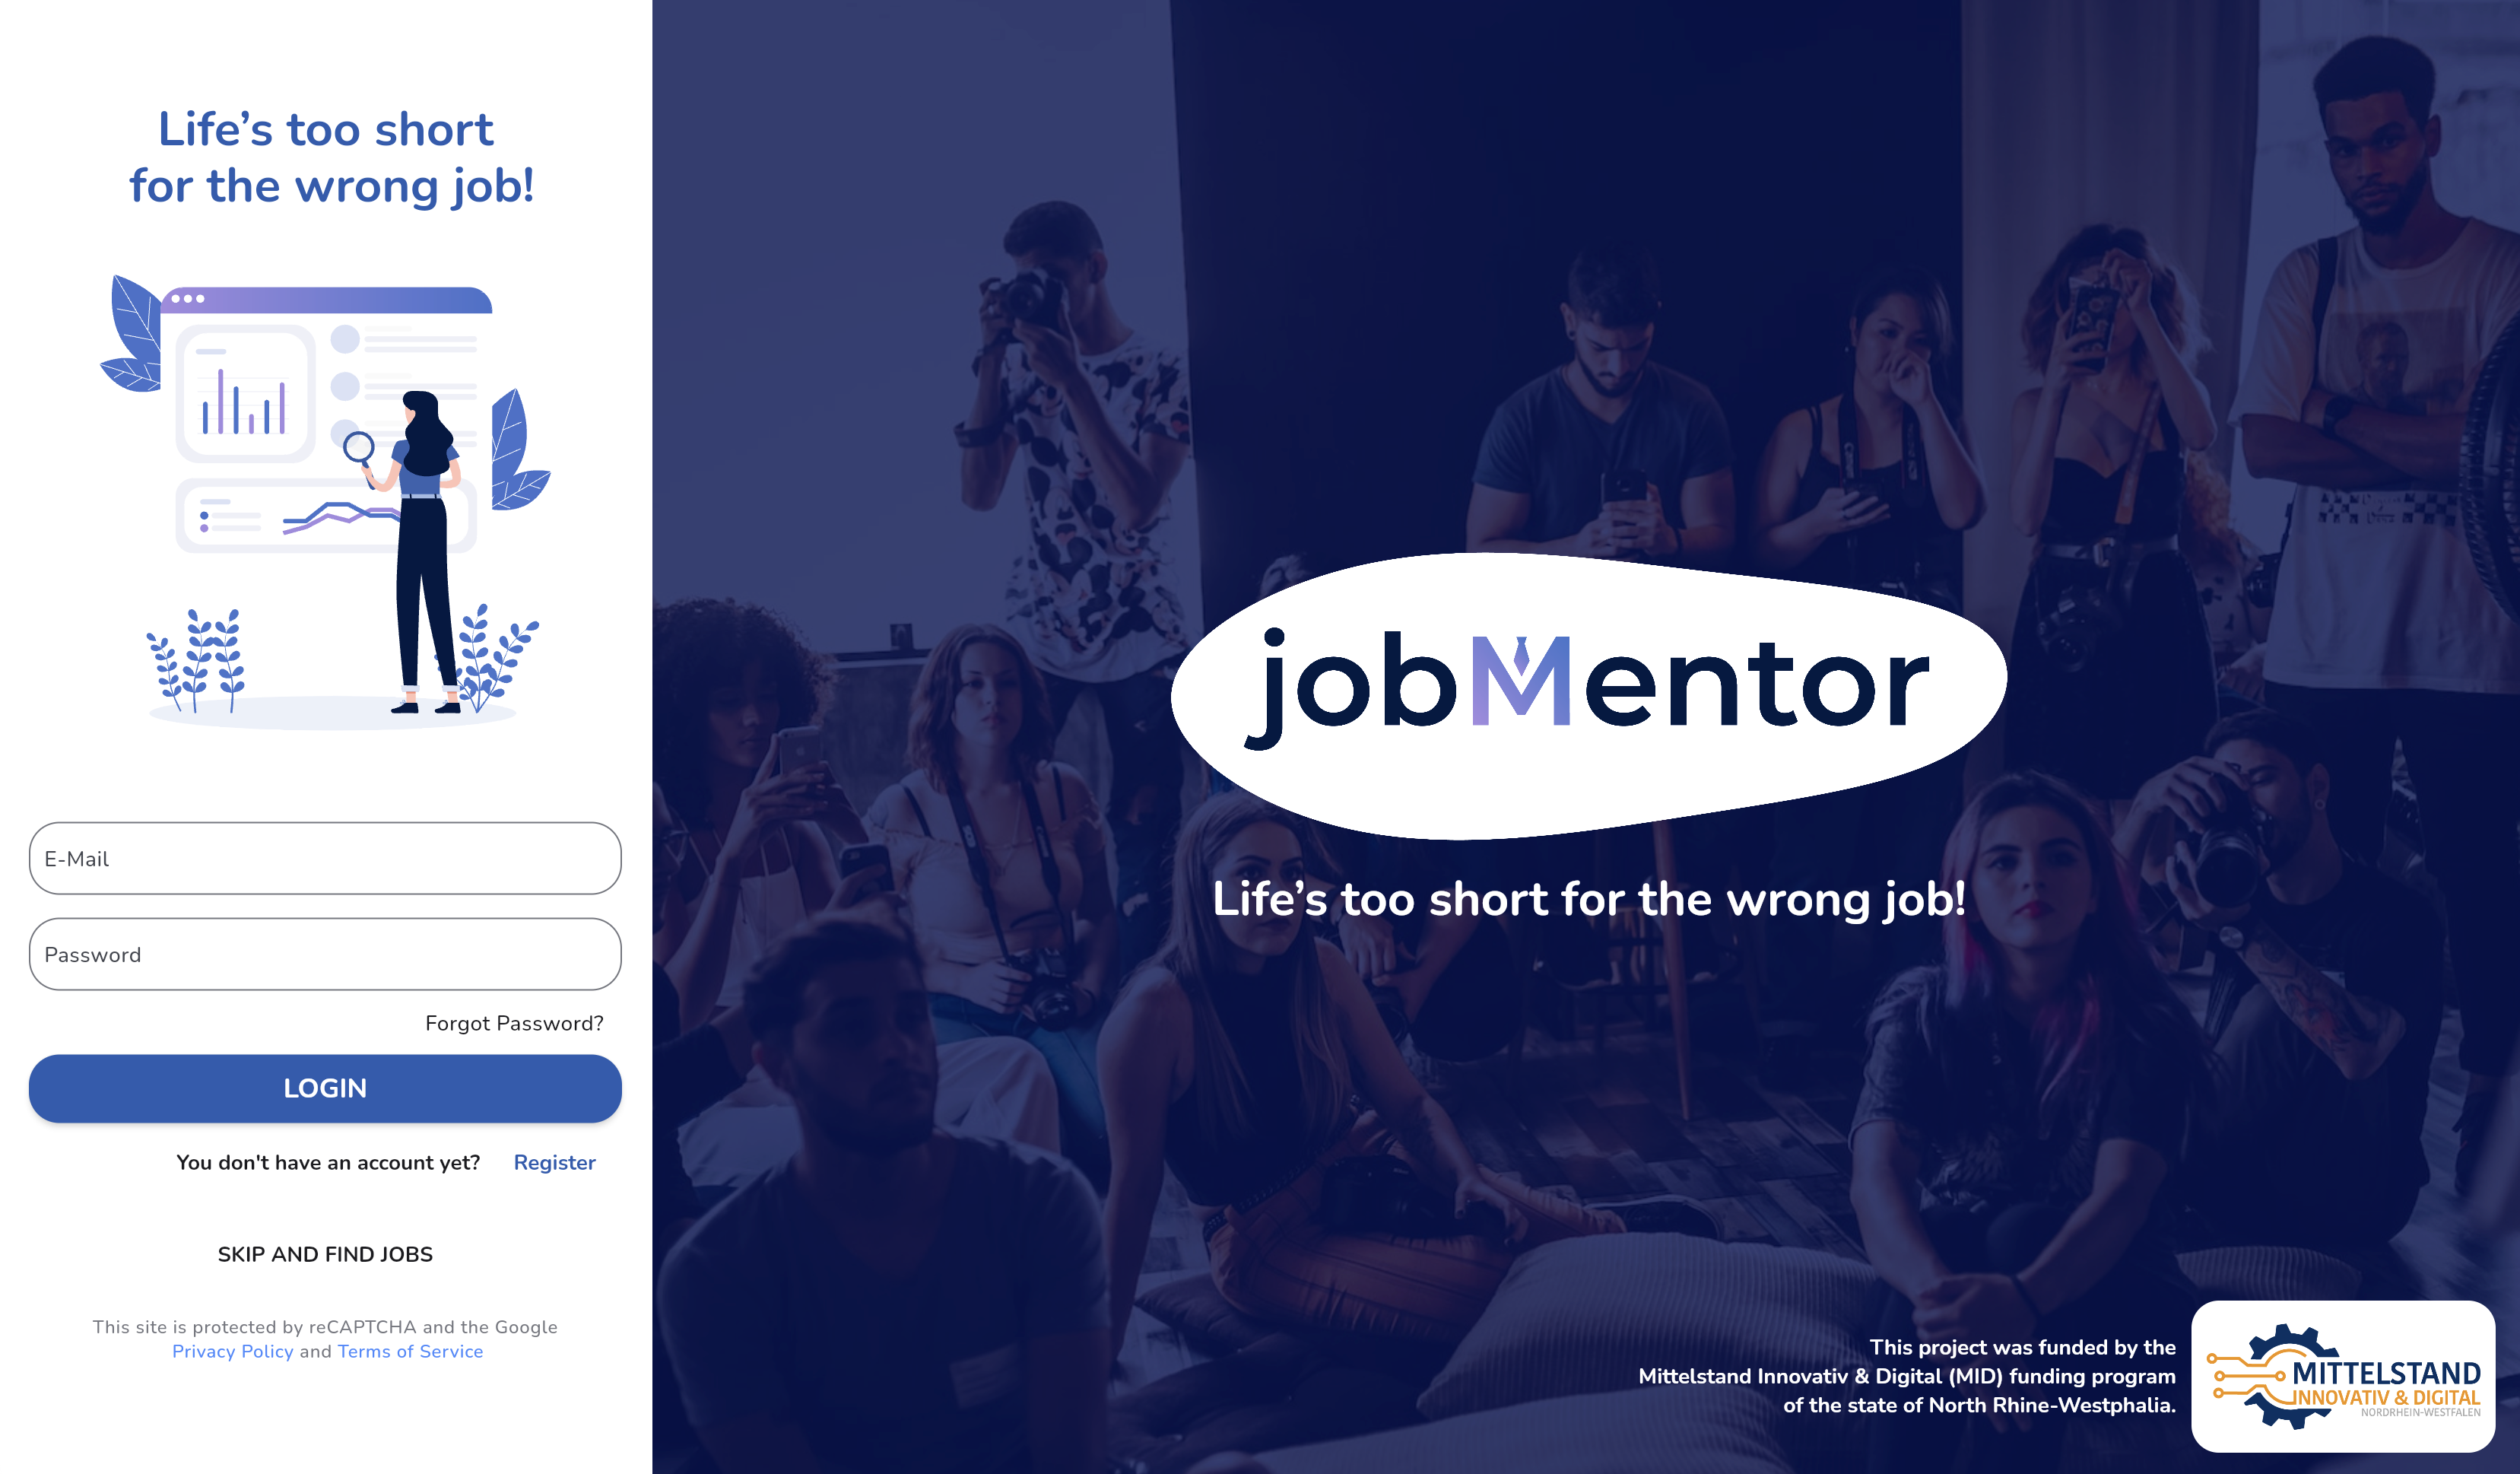 Life’s too short
for the wrong job!
E-Mail
Password
Forgot Password?
LOGIN
You don't have an account yet? Register
SKIP AND FIND JOBS
This site is protected by reCAPTCHA and the Google
Privacy Policy and Terms of Service
jobMentor
Life’s too short for the wrong job!
This project was funded by the
Mittelstand Innovativ & Digital (MID) funding program
of the state of North Rhine-Westphalia.
MITTELSTAND
INNOVATIV & DIGITAL
NORDRHEIN-WESTFALEN